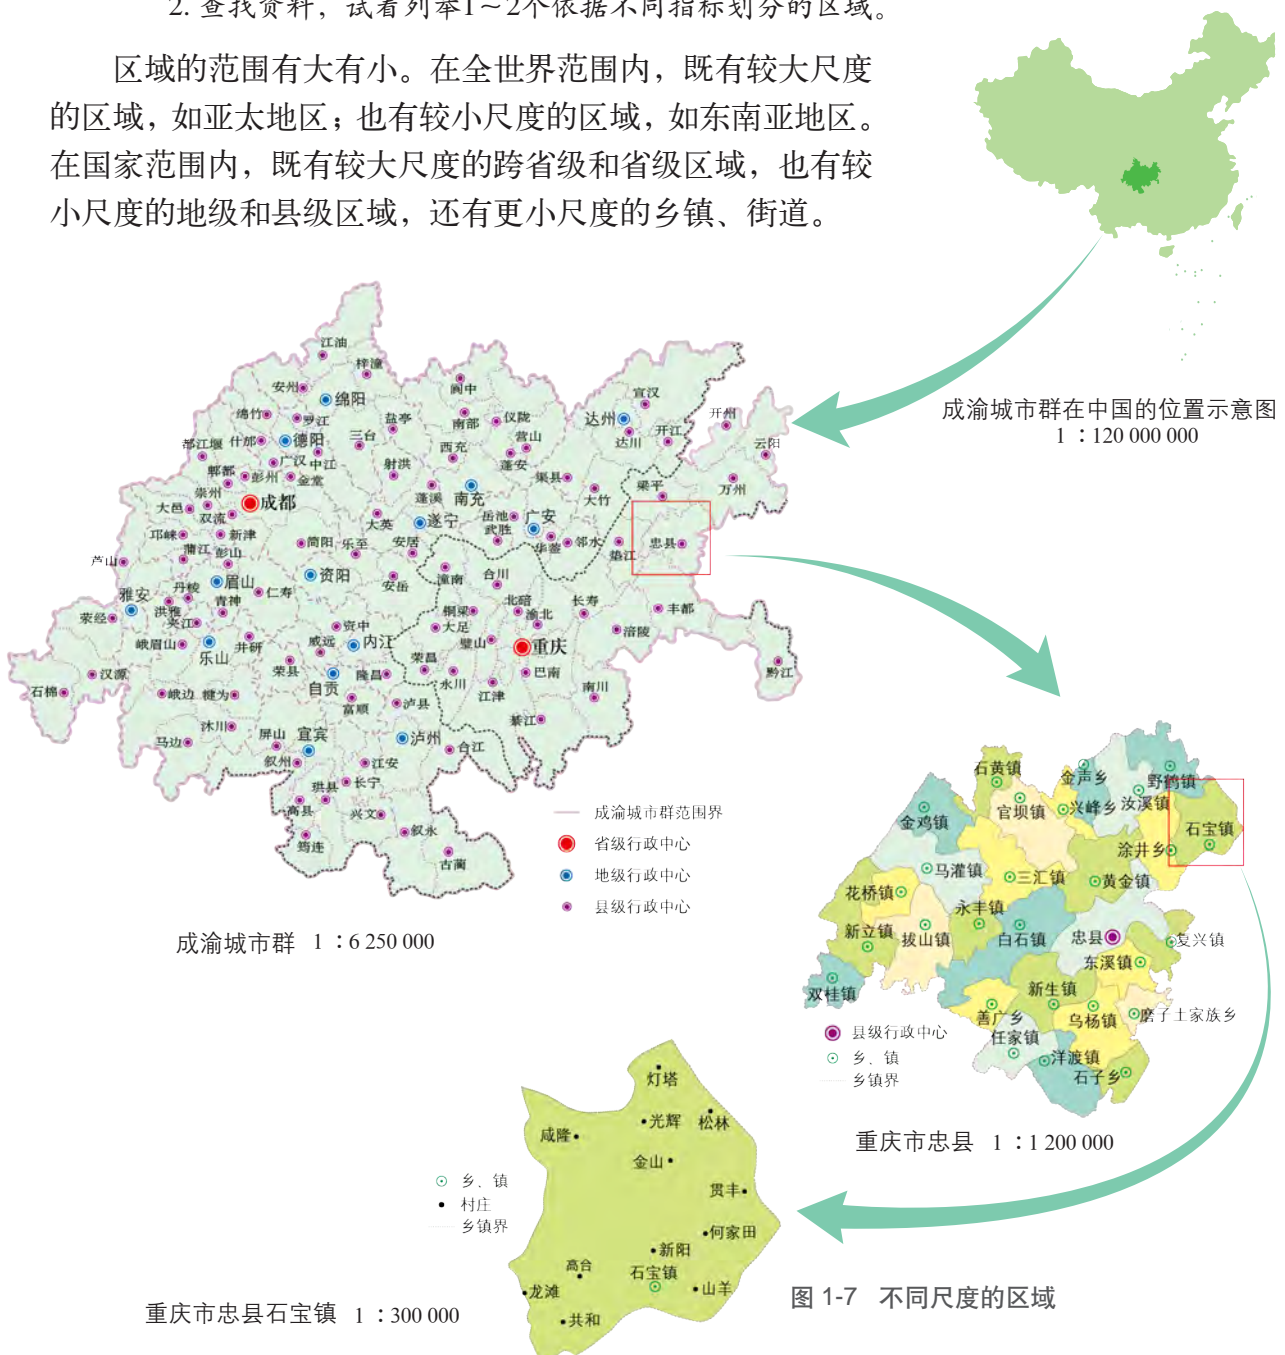 2. 查找资料，试着列举1～2个依据不同指标划分的区域。
区域的范围有大有小。在全世界范围内，既有较大尺度
的区域，如亚太地区；也有较小尺度的区域，如东南亚地区。
在国家范围内，既有较大尺度的跨省级和省级区域，也有较
小尺度的地级和县级区域，还有更小尺度的乡镇、街道。
成渝城市群在中国的位置示意图
1 ：120 000 000
江油
梓潼
安州
绵阳
绵竹
罗江
盐亭
阆中
南部
仪陇
宣汉
达州
达川
开江
开州
云阳
都江堰
什邡
德阳
三台
西充
营山
蓬安
广汉
中江
郫都
彭州
金堂
射洪
渠县
梁平
万州
崇州
成都
蓬溪
南充
大竹
大邑
双流
大英
遂宁
岳池
武胜
广安
邛崃
新津
简阳
乐至
安居
华蓥
邻水
垫江
忠县
芦山
蒲江
彭山
眉山
资阳
安岳
潼南
合川
雅安
丹棱
仁寿
北碚
长寿
丰都
洪雅
青神
铜梁
渝北
荥经
夹江
资中
大足
涪陵
峨眉山
井研
威远
内江
璧山
重庆
乐山
荣县
荣昌
黔江
汉源
自贡
隆昌
永川
巴南
石棉
峨边
犍为
富顺
泸县
江津
南川
沐川
綦江
马边
屏山
宜宾
泸州
合江
叙州
江安
珙县
长宁
高县
兴文
叙永
筠连
古蔺
成渝城市群范围界
省级行政中心
地级行政中心
县级行政中心
成渝城市群 1 ：6 250 000
石黄镇
金声乡
野鹤镇
金鸡镇
官坝镇
兴峰乡
汝溪镇
石宝镇
涂井乡
马灌镇
三汇镇
黄金镇
花桥镇
永丰镇
新立镇
拔山镇
白石镇
忠县
复兴镇
东溪镇
双桂镇
新生镇
善广乡
乌杨镇
磨子土家族乡
任家镇
洋渡镇
石子乡
县级行政中心
乡、镇
乡镇界
重庆市忠县 1 ：1 200 000
灯塔
光辉
松林
咸隆
金山
贯丰
何家田
新阳
高合
石宝镇
龙滩
山羊
共和
乡、镇
村庄
乡镇界
重庆市忠县石宝镇 1 ：300 000
图 1-7 不同尺度的区域